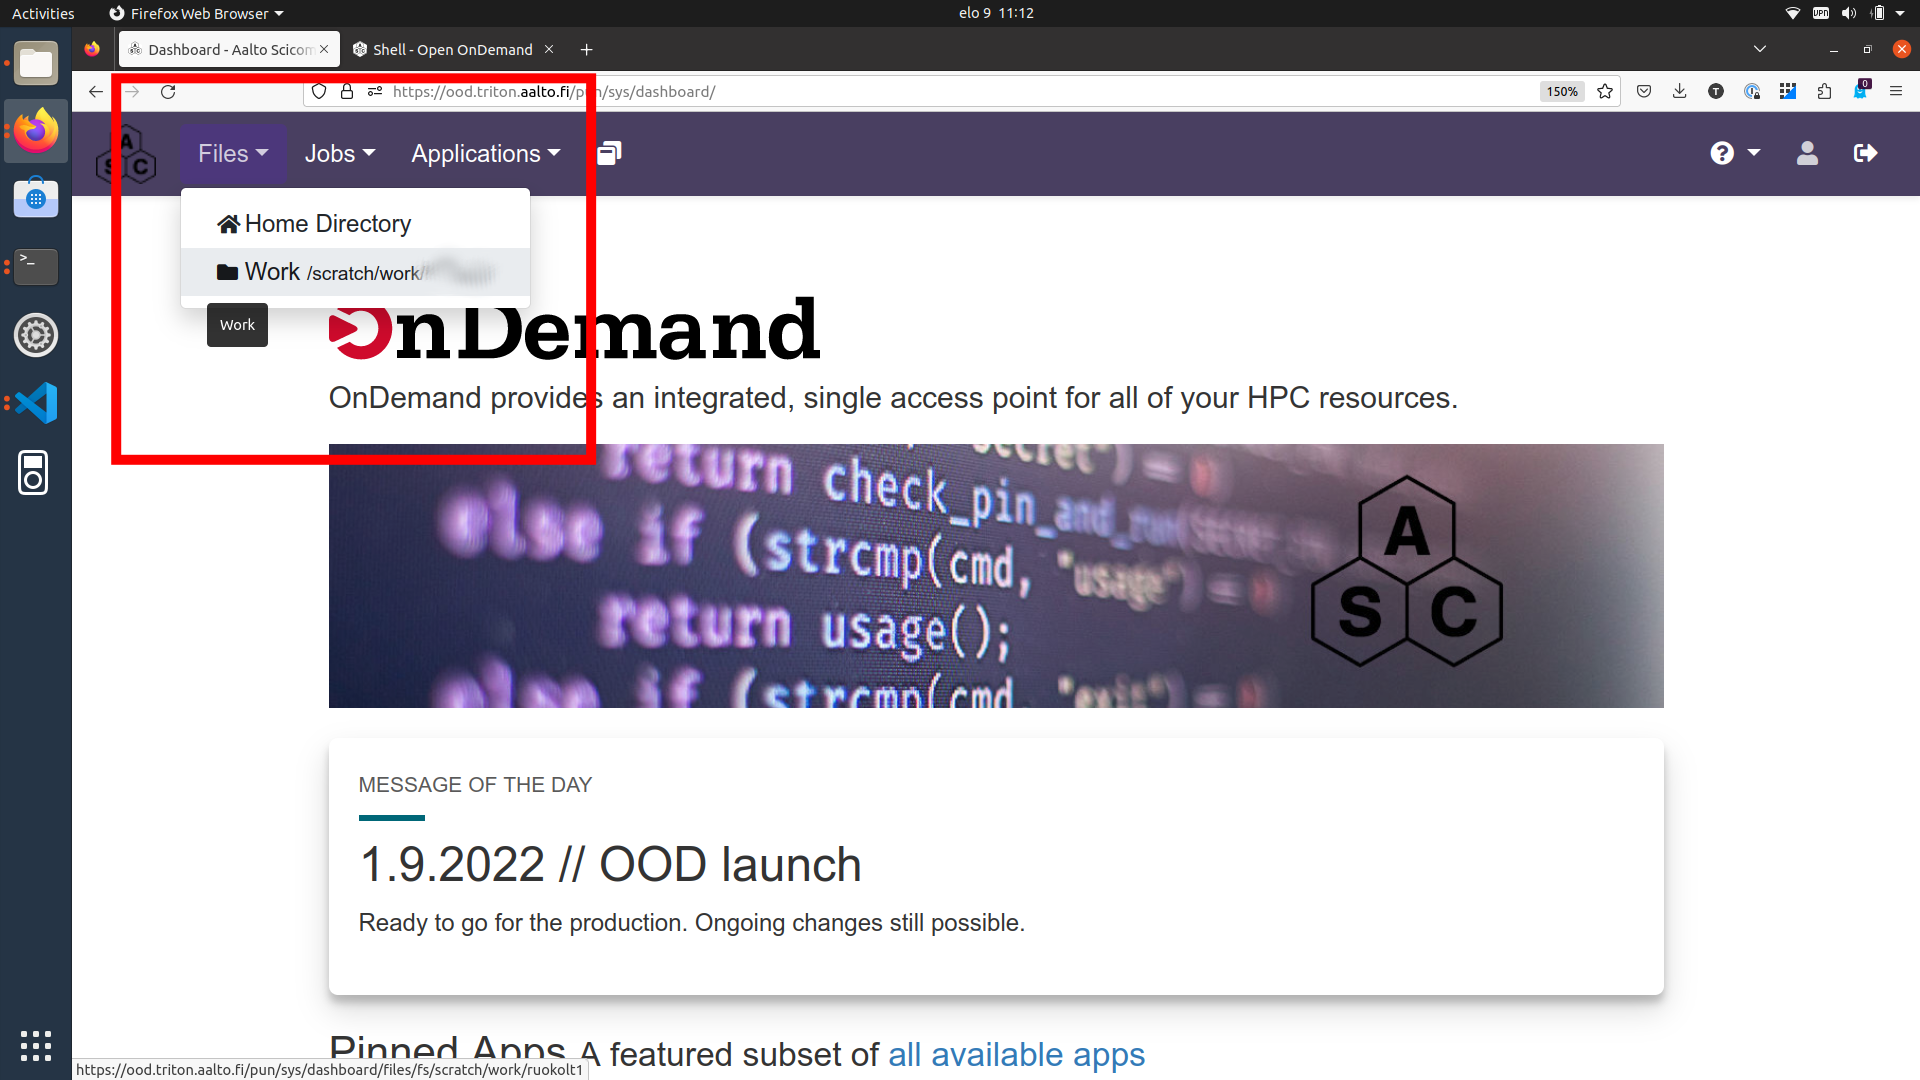 Activities Firefox Web Browser elo 9 11:12 VPN
Dashboard - Aalto Scicom Shell - Open OnDemand
https://ood.triton.aalto.fi/pun/sys/dashboard/ 150% T 0
ASC Files Jobs Applications
Home Directory
Work /scratch/work/
Work
OnDemand
OnDemand provides an integrated, single access point for all of your HPC resources.
return check_pin_and_run(
else if (strcmp(cmd, "usage") ==
return usage();
else if (strcmp(cmd, "exit") ==
A
S C
MESSAGE OF THE DAY
1.9.2022 // OOD launch
Ready to go for the production. Ongoing changes still possible.
Pinned Apps A featured subset of all available apps
https://ood.triton.aalto.fi/pun/sys/dashboard/files/fs/scratch/work/ruokolt1